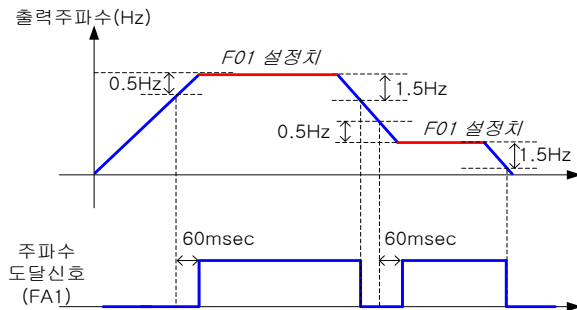 출력주파수(Hz)
F01 설정치
0.5Hz
1.5Hz
0.5Hz
F01 설정치
1.5Hz
60msec
60msec
주파수
도달신호
(FA1)